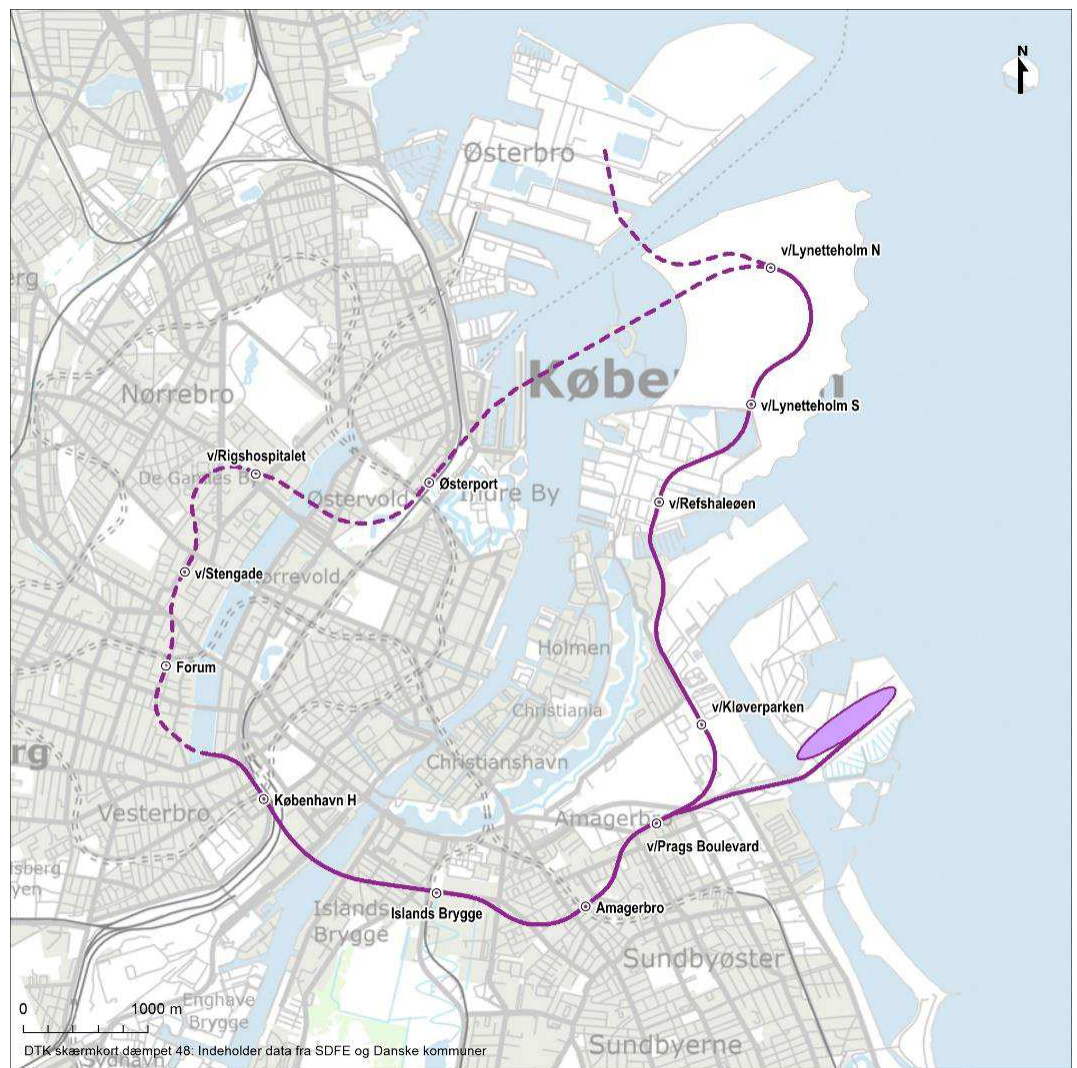 N
Østerbro
v/Lynetteholm N
Nørrebro
v/Lynetteholm S
v/Rigshospitalet
Østerport
Indre By
Østervold
v/Refshaleøen
v/Stengade
Holmen
Forum
Christiania
v/Kløverparken
Christianshavn
København H
Vesterbro
v/Prags Boulevard
Islands Brygge
Amagerbro
Islands
Brygge
Sundbyøster
Enghave
Brygge
0
1000 m
Sundbyerne
DTK skærmkort dæmpet 48: Indeholder data fra SDFE og Danske kommuner
Sydhavn